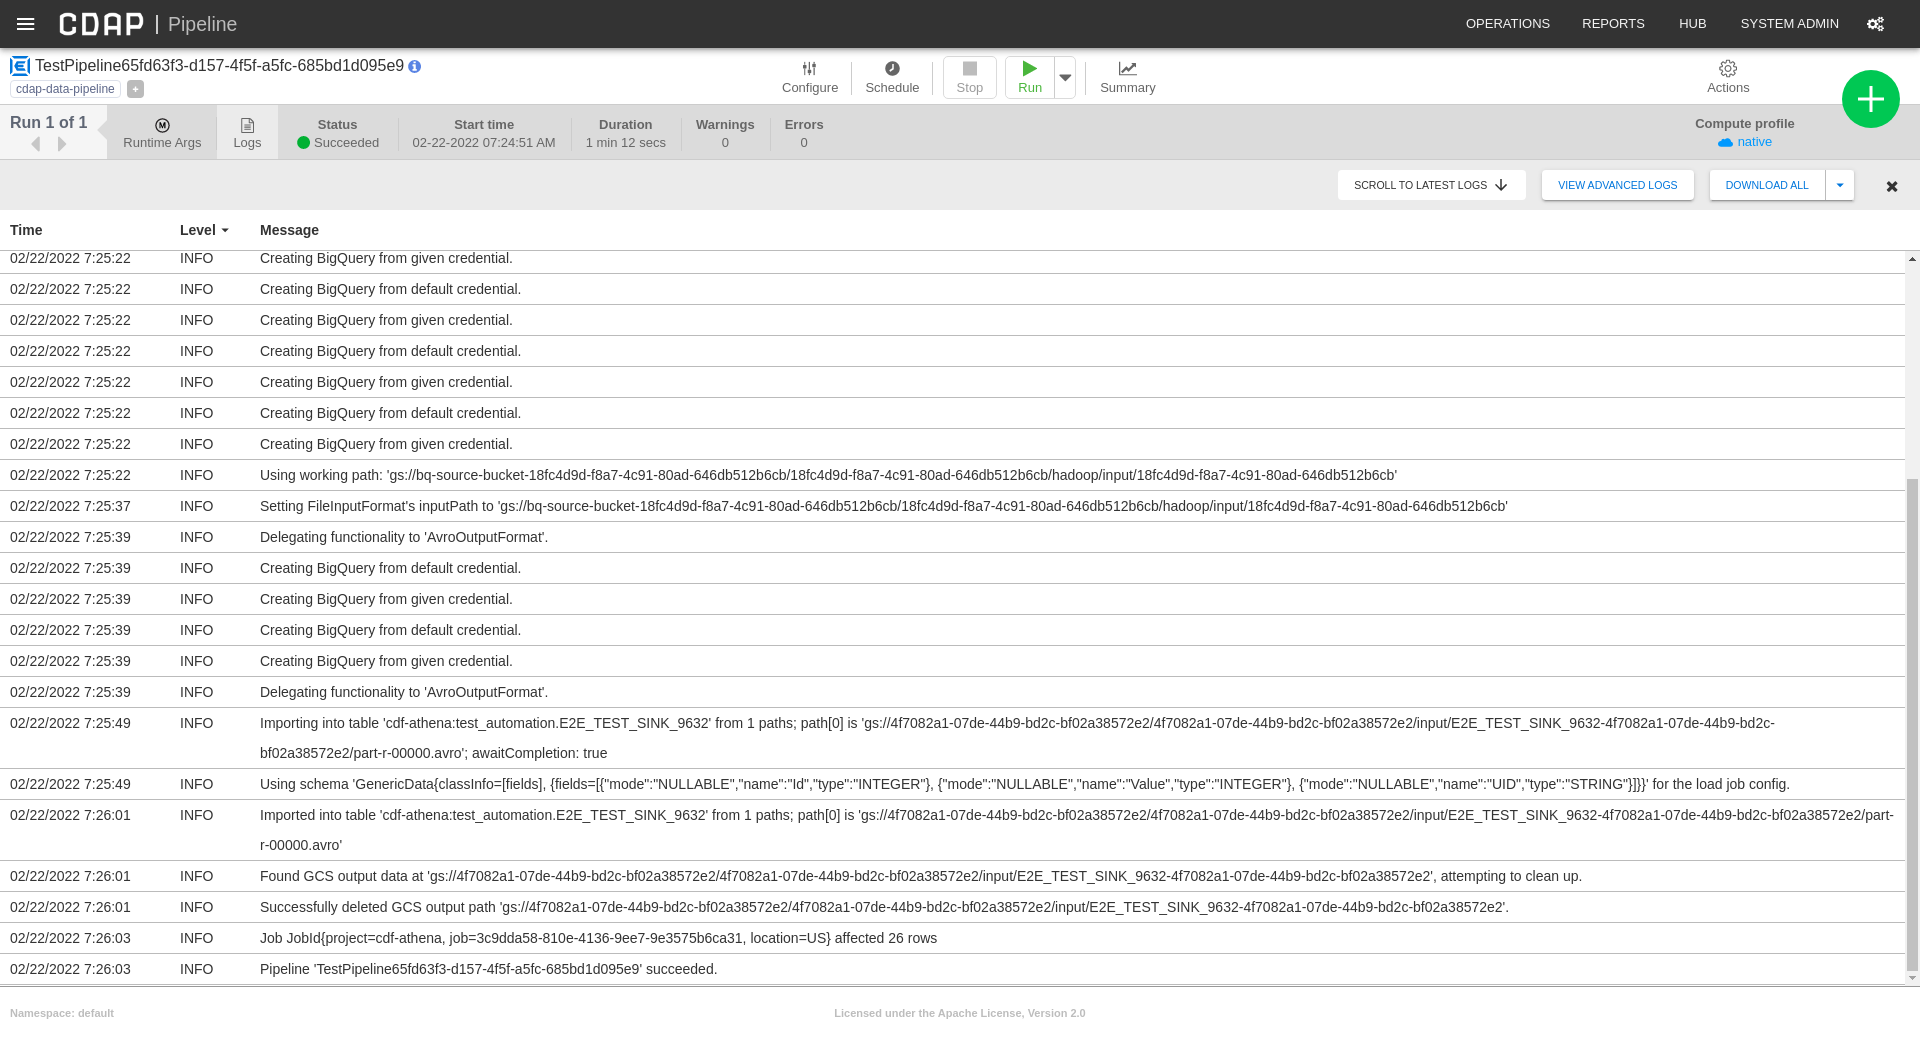 CDAP | Pipeline
OPERATIONS REPORTS HUB SYSTEM ADMIN
TestPipeline65fd63f3-d157-4f5f-a5fc-685bd1d095e9
cdap-data-pipeline +
Configure Schedule Stop Run Summary Actions
Run 1 of 1
Runtime Args Logs
Status Start time Duration Warnings Errors Compute profile
Succeeded 02-22-2022 07:24:51 AM 1 min 12 secs 0 0 native
SCROLL TO LATEST LOGS VIEW ADVANCED LOGS DOWNLOAD ALL
Time Level Message
02/22/2022 7:25:22 INFO Creating BigQuery from given credential.
02/22/2022 7:25:22 INFO Creating BigQuery from default credential.
02/22/2022 7:25:22 INFO Creating BigQuery from given credential.
02/22/2022 7:25:22 INFO Creating BigQuery from default credential.
02/22/2022 7:25:22 INFO Creating BigQuery from given credential.
02/22/2022 7:25:22 INFO Creating BigQuery from default credential.
02/22/2022 7:25:22 INFO Creating BigQuery from given credential.
02/22/2022 7:25:22 INFO Using working path: 'gs://bq-source-bucket-18fc4d9d-f8a7-4c91-80ad-646db512b6cb/18fc4d9d-f8a7-4c91-80ad-646db512b6cb/hadoop/input/18fc4d9d-f8a7-4c91-80ad-646db512b6cb'
02/22/2022 7:25:37 INFO Setting FileInputFormat's inputPath to 'gs://bq-source-bucket-18fc4d9d-f8a7-4c91-80ad-646db512b6cb/18fc4d9d-f8a7-4c91-80ad-646db512b6cb/hadoop/input/18fc4d9d-f8a7-4c91-80ad-646db512b6cb'
02/22/2022 7:25:39 INFO Delegating functionality to 'AvroOutputFormat'.
02/22/2022 7:25:39 INFO Creating BigQuery from default credential.
02/22/2022 7:25:39 INFO Creating BigQuery from given credential.
02/22/2022 7:25:39 INFO Creating BigQuery from default credential.
02/22/2022 7:25:39 INFO Creating BigQuery from given credential.
02/22/2022 7:25:39 INFO Delegating functionality to 'AvroOutputFormat'.
02/22/2022 7:25:49 INFO Importing into table 'cdf-athena:test_automation.E2E_TEST_SINK_9632' from 1 paths; path[0] is 'gs://4f7082a1-07de-44b9-bd2c-bf02a38572e2/4f7082a1-07de-44b9-bd2c-bf02a38572e2/input/E2E_TEST_SINK_9632-4f7082a1-07de-44b9-bd2c-
bf02a38572e2/part-r-00000.avro'; awaitCompletion: true
02/22/2022 7:25:49 INFO Using schema 'GenericData{classInfo=[fields], {fields=[{"mode":"NULLABLE","name":"Id","type":"INTEGER"}, {"mode":"NULLABLE","name":"Value","type":"INTEGER"}, {"mode":"NULLABLE","name":"UID","type":"STRING"}]}}' for the load job config.
02/22/2022 7:26:01 INFO Imported into table 'cdf-athena:test_automation.E2E_TEST_SINK_9632' from 1 paths; path[0] is 'gs://4f7082a1-07de-44b9-bd2c-bf02a38572e2/4f7082a1-07de-44b9-bd2c-bf02a38572e2/input/E2E_TEST_SINK_9632-4f7082a1-07de-44b9-bd2c-bf02a38572e2/part-
r-00000.avro'
02/22/2022 7:26:01 INFO Found GCS output data at 'gs://4f7082a1-07de-44b9-bd2c-bf02a38572e2/4f7082a1-07de-44b9-bd2c-bf02a38572e2/input/E2E_TEST_SINK_9632-4f7082a1-07de-44b9-bd2c-bf02a38572e2', attempting to clean up.
02/22/2022 7:26:01 INFO Successfully deleted GCS output path 'gs://4f7082a1-07de-44b9-bd2c-bf02a38572e2/4f7082a1-07de-44b9-bd2c-bf02a38572e2/input/E2E_TEST_SINK_9632-4f7082a1-07de-44b9-bd2c-bf02a38572e2'.
02/22/2022 7:26:03 INFO Job JobId{project=cdf-athena, job=3c9dda58-810e-4136-9ee7-9e3575b6ca31, location=US} affected 26 rows
02/22/2022 7:26:03 INFO Pipeline 'TestPipeline65fd63f3-d157-4f5f-a5fc-685bd1d095e9' succeeded.
Namespace: default Licensed under the Apache License, Version 2.0